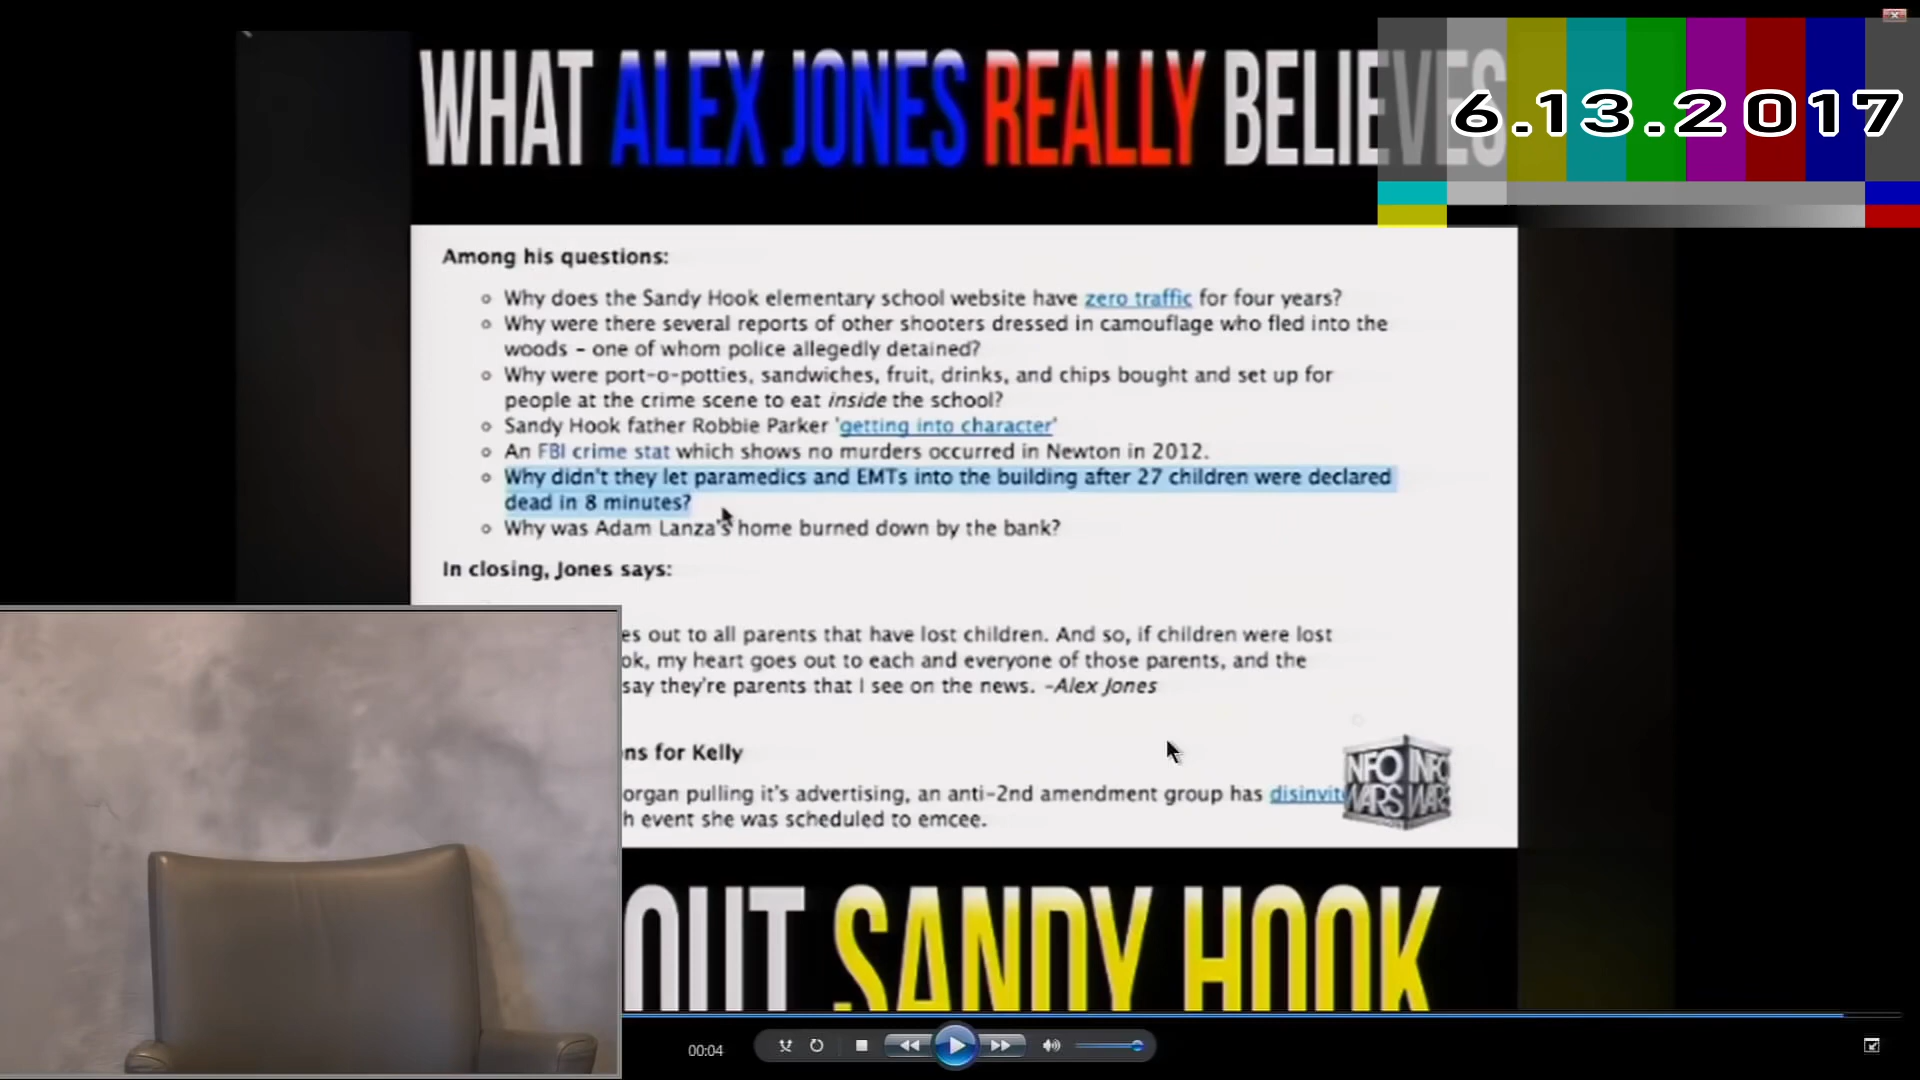 WHAT ALEX JONES REALLY BELIEVES
6.13.2017
Among his questions:
Why does the Sandy Hook elementary school website have zero traffic for four years?
Why were there several reports of other shooters dressed in camouflage who fled into the
woods – one of whom police allegedly detained?
Why were port-o-potties, sandwiches, fruit, drinks, and chips bought and set up for
people at the crime scene to eat inside the school?
Sandy Hook father Robbie Parker 'getting into character'
An FBI crime stat which shows no murders occurred in Newton in 2012.
Why didn't they let paramedics and EMTs into the building after 27 children were declared
dead in 8 minutes?
Why was Adam Lanza's home burned down by the bank?
In closing, Jones says:
es out to all parents that have lost children. And so, if children were lost
ok, my heart goes out to each and everyone of those parents, and the
say they're parents that I see on the news. –Alex Jones
ns for Kelly
organ pulling it's advertising, an anti-2nd amendment group has disinvit
h event she was scheduled to emcee.
INFO INFO
WARS WAR
OUT SANDY HOOK
00:04